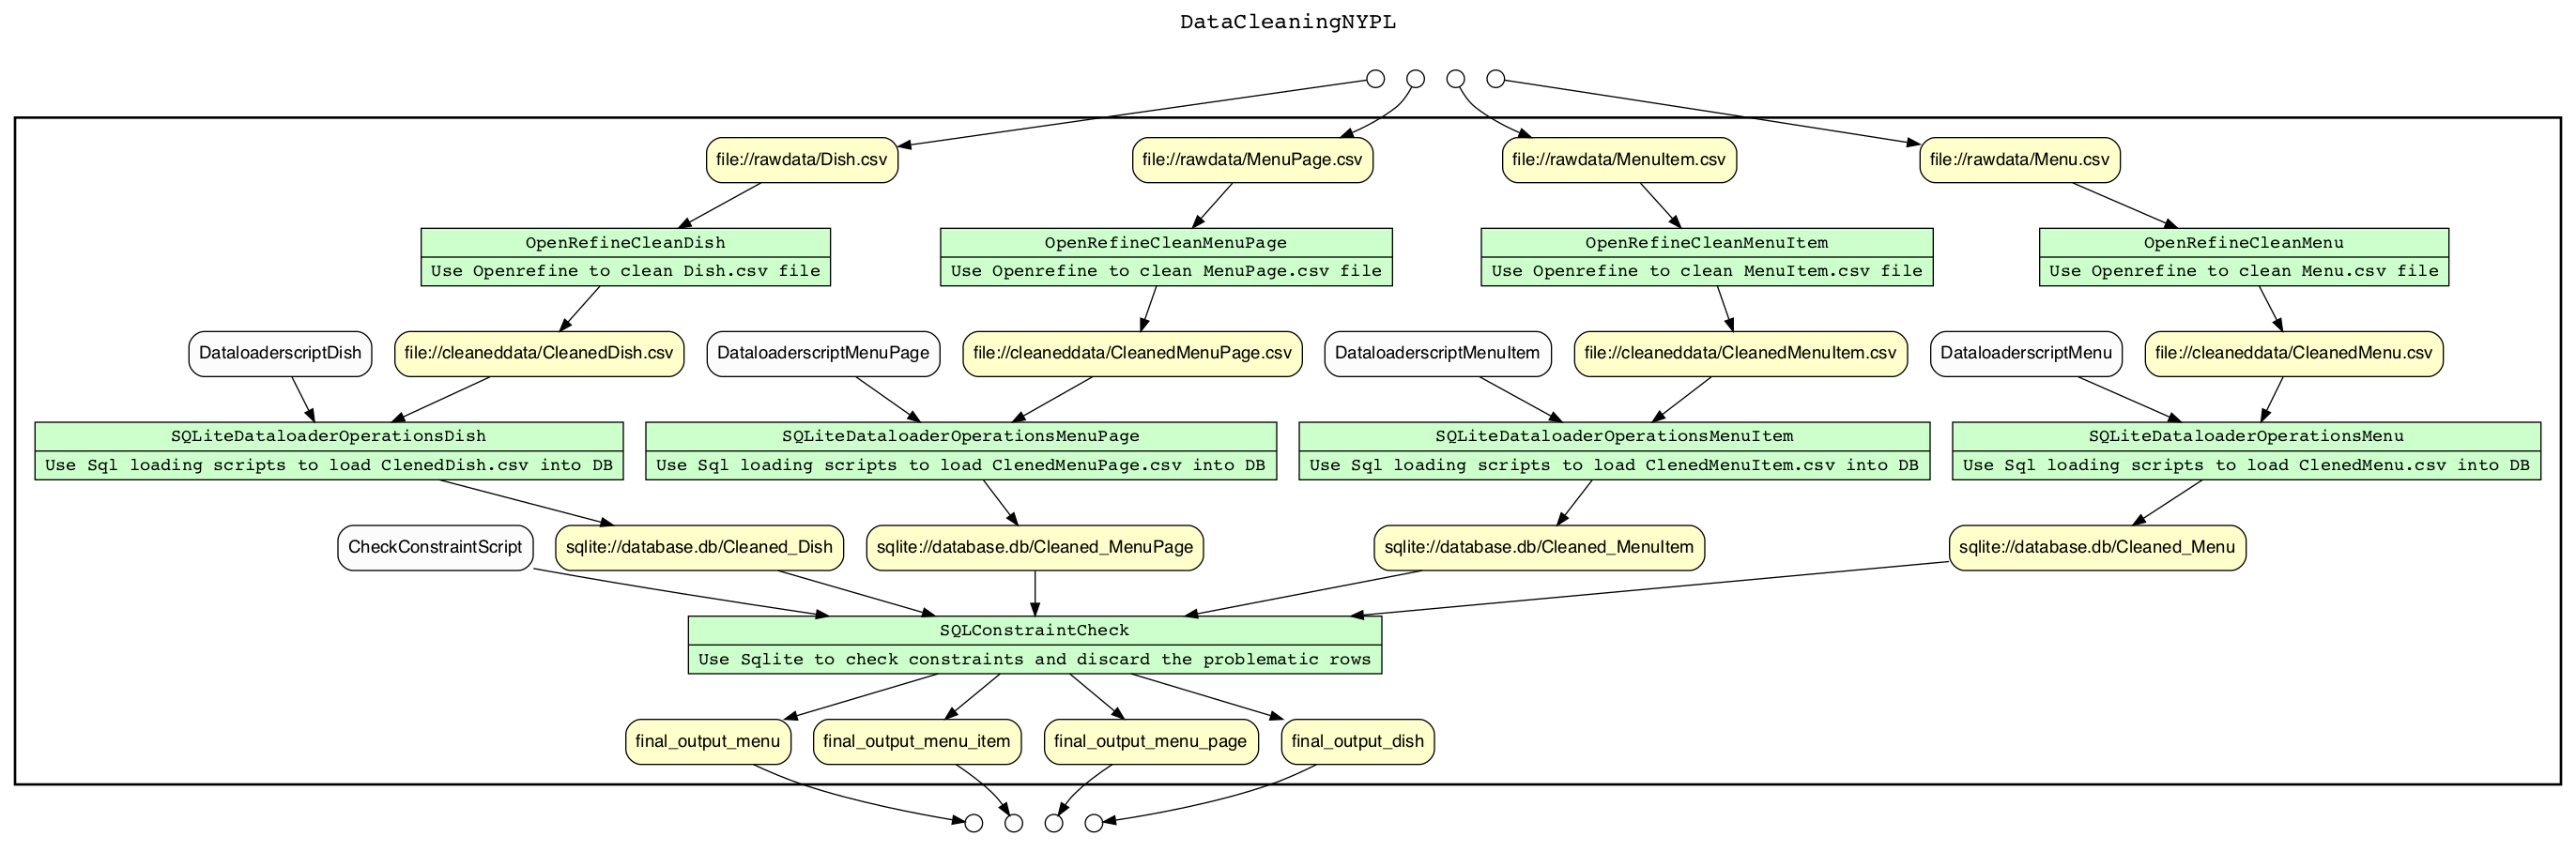 DataCleaningNYPL
file://rawdata/Dish.csv
file://rawdata/MenuPage.csv
file://rawdata/MenuItem.csv
file://rawdata/Menu.csv
OpenRefineCleanDish
Use Openrefine to clean Dish.csv file
OpenRefineCleanMenuPage
Use Openrefine to clean MenuPage.csv file
OpenRefineCleanMenuItem
Use Openrefine to clean MenuItem.csv file
OpenRefineCleanMenu
Use Openrefine to clean Menu.csv file
DataloaderscriptDish
file://cleaneddata/CleanedDish.csv
DataloaderscriptMenuPage
file://cleaneddata/CleanedMenuPage.csv
DataloaderscriptMenuItem
file://cleaneddata/CleanedMenuItem.csv
DataloaderscriptMenu
file://cleaneddata/CleanedMenu.csv
SQLiteDataloaderOperationsDish
Use Sql loading scripts to load ClenedDish.csv into DB
SQLiteDataloaderOperationsMenuPage
Use Sql loading scripts to load ClenedMenuPage.csv into DB
SQLiteDataloaderOperationsMenuItem
Use Sql loading scripts to load ClenedMenuItem.csv into DB
SQLiteDataloaderOperationsMenu
Use Sql loading scripts to load ClenedMenu.csv into DB
CheckConstraintScript
sqlite://database.db/Cleaned_Dish
sqlite://database.db/Cleaned_MenuPage
sqlite://database.db/Cleaned_MenuItem
sqlite://database.db/Cleaned_Menu
SQLConstraintCheck
Use Sqlite to check constraints and discard the problematic rows
final_output_menu
final_output_menu_item
final_output_menu_page
final_output_dish